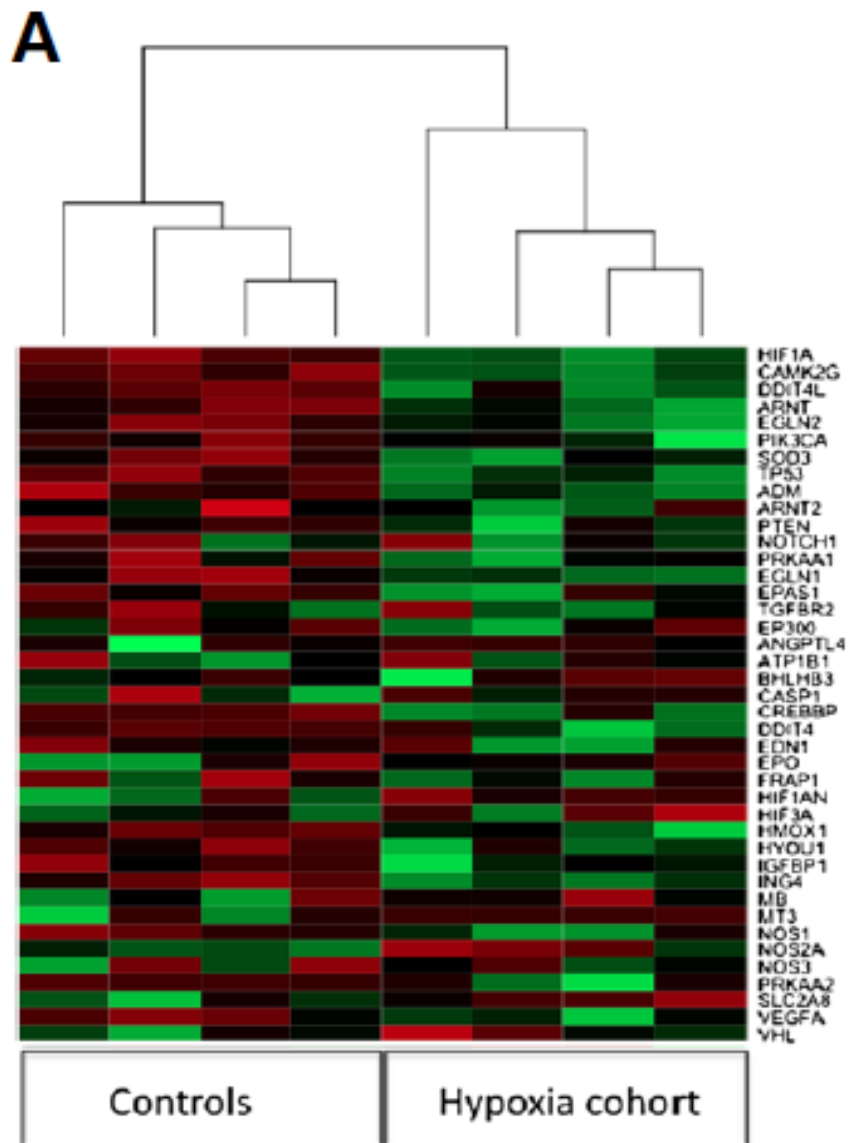 A
HIF1A
CAMK2G
DDIT4L
ARNT
EGLN2
PIK3CA
SOD3
TP53
ADM
ARNT2
PTEN
NOTCH1
PRKAA1
EGLN1
EPAS1
TGFBR2
EP300
ANGPTL4
ATP1B1
BHLHB3
CASP1
CREBBP
DDIT4
EDN1
EPO
FRAP1
HIF1AN
HIF3A
HMOX1
HYOU1
IGFBP1
ING4
MB
MT3
NOS1
NOS2A
NOS3
PRKAA2
SLC2A8
VEGFA
VHL
Controls
Hypoxia cohort